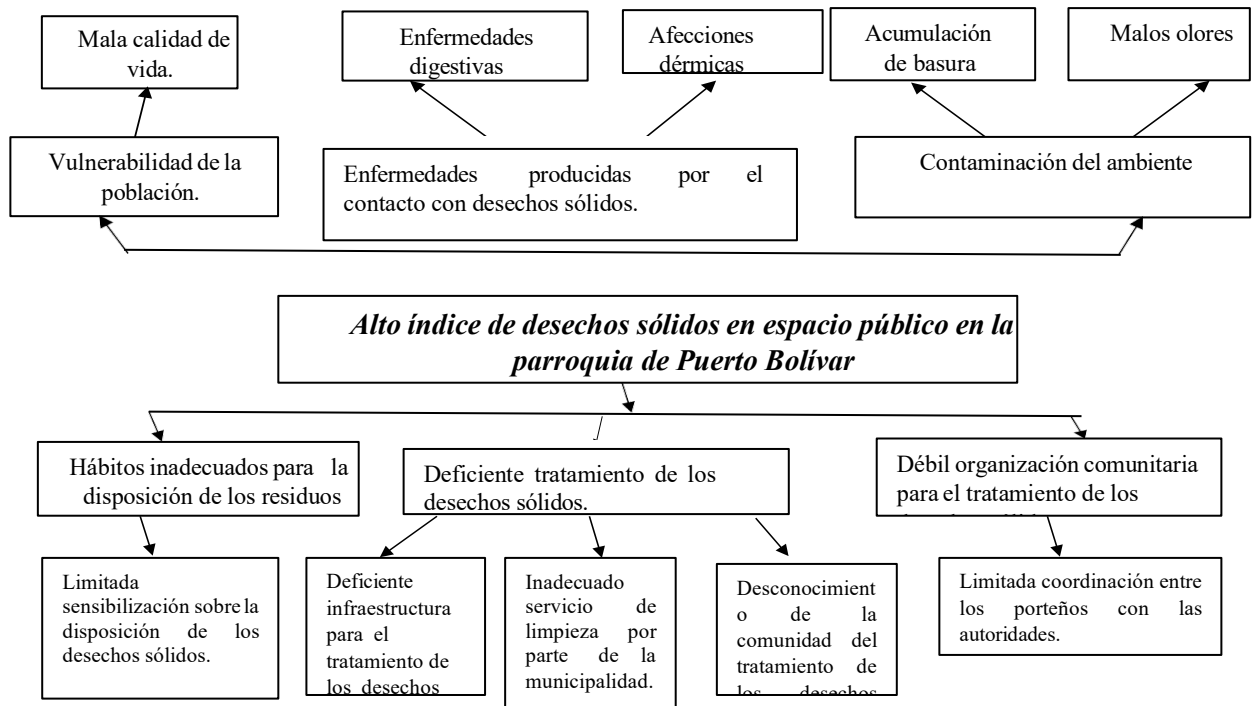 Mala calidad de
vida.
Enfermedades
digestivas
Afecciones
dérmicas
Acumulación
de basura
Malos olores
Vulnerabilidad de la
población.
Enfermedades producidas por el
contacto con desechos sólidos.
Contaminación del ambiente
Alto índice de desechos sólidos en espacio público en la
parroquia de Puerto Bolívar
Hábitos inadecuados para la
disposición de los residuos
Deficiente tratamiento de los
desechos sólidos.
Débil organización comunitaria
para el tratamiento de los
Limitada
sensibilización sobre la
disposición de los
desechos sólidos.
Deficiente
infraestructura
para el
tratamiento de
los desechos
Inadecuado
servicio de
limpieza por
parte de la
municipalidad.
Desconocimient
o de la
comunidad del
tratamiento de
los desechos
Limitada coordinación entre
los porteños con las
autoridades.